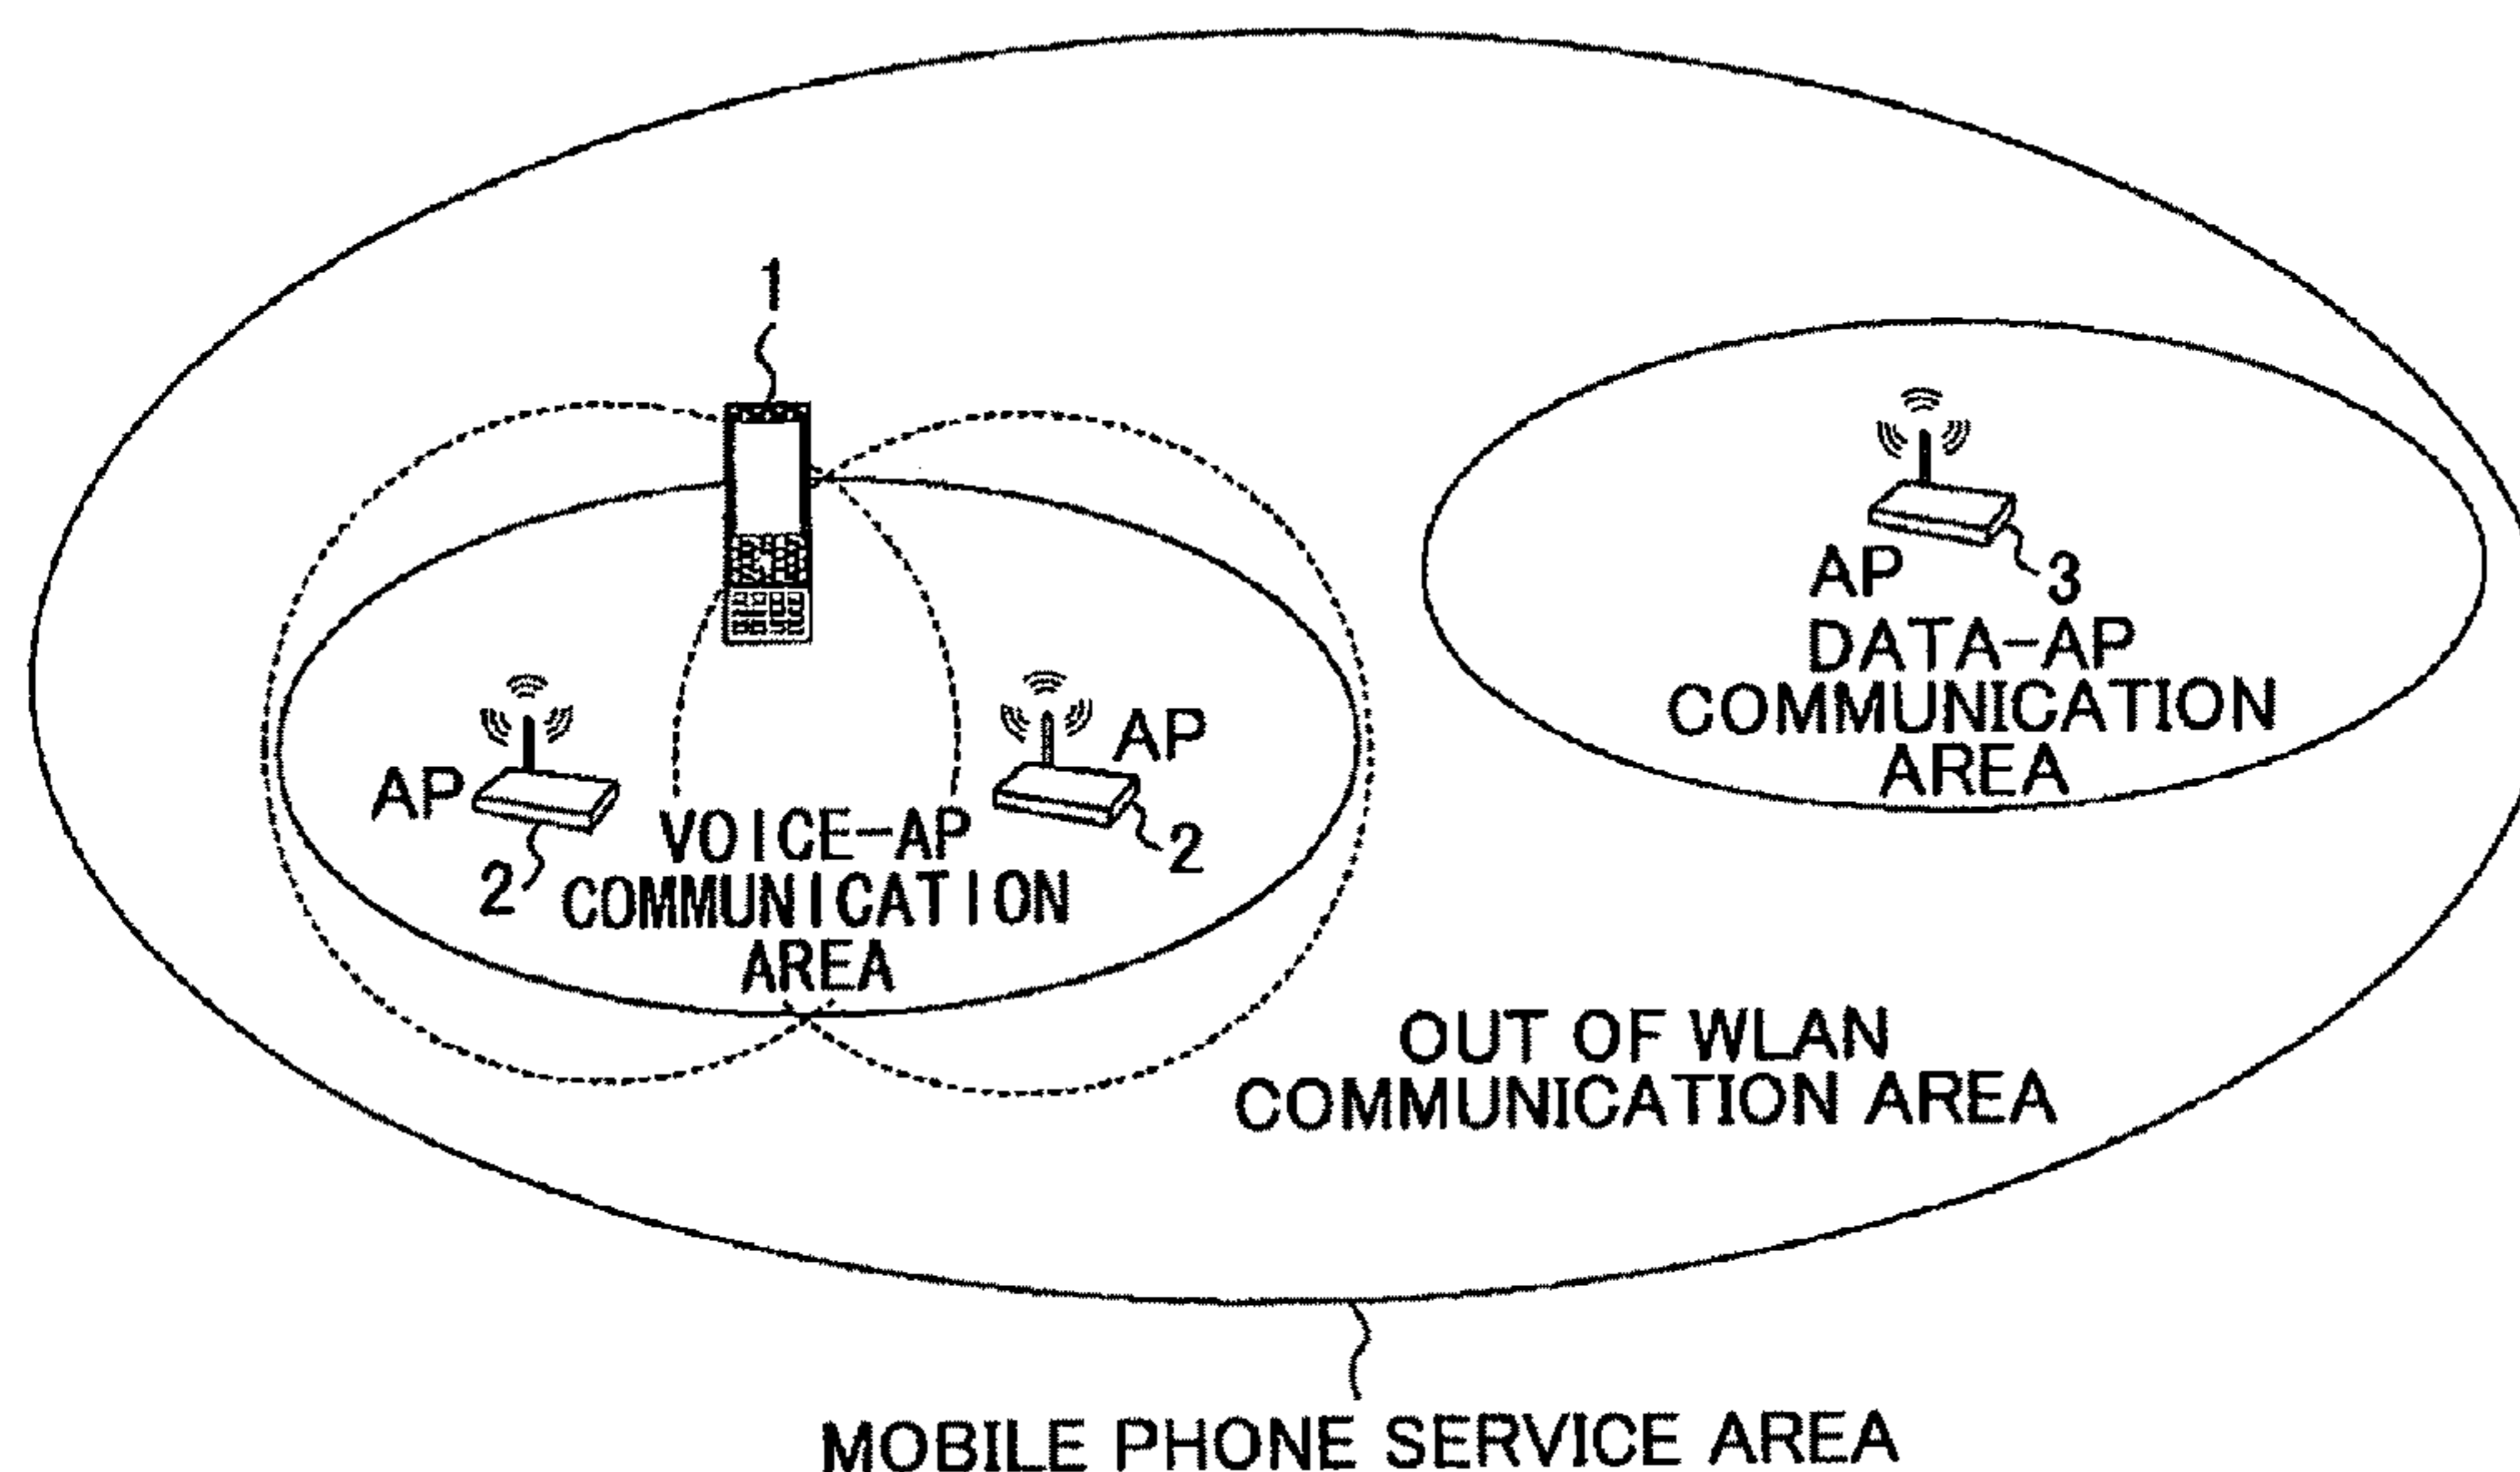 1
AP
3
DATA-AP
COMMUNICATION
AREA
AP
2
AP
2
VOICE-AP
COMMUNICATION
AREA
OUT OF WLAN
COMMUNICATION AREA
MOBILE PHONE SERVICE AREA